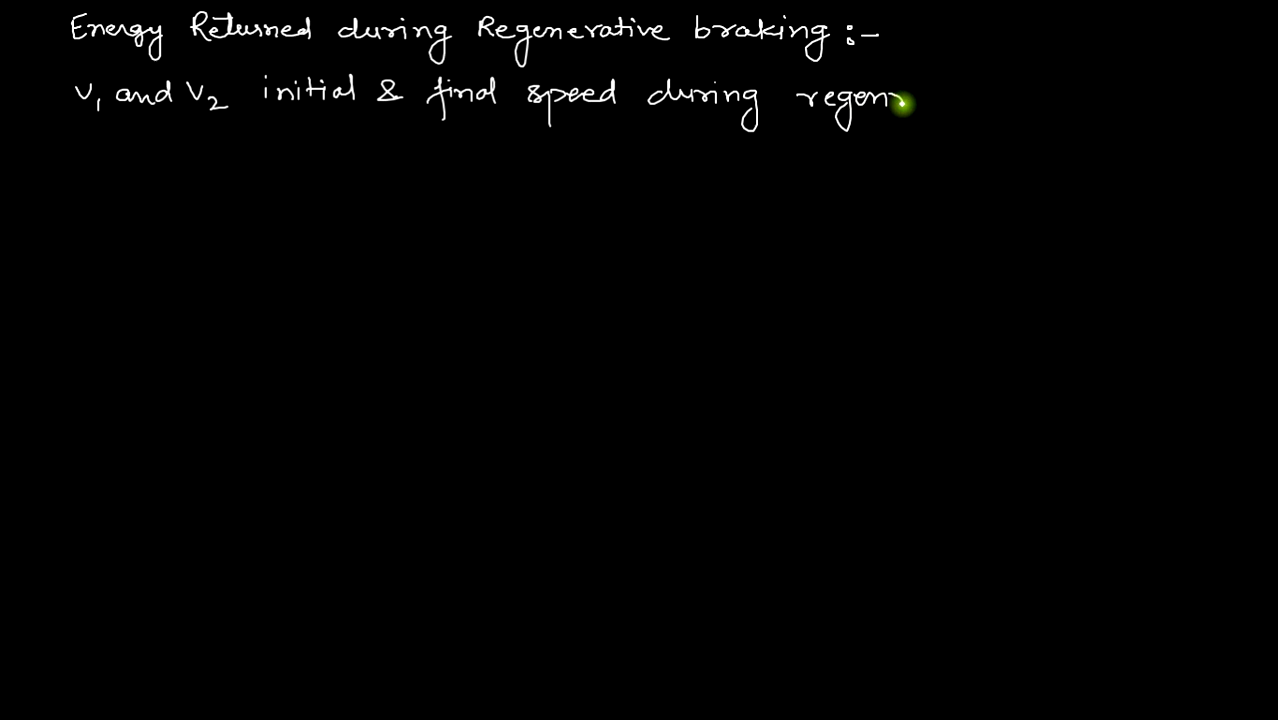 Energy Returned during Regenerative braking :-
V₁ and V₂ initial & final speed during regen